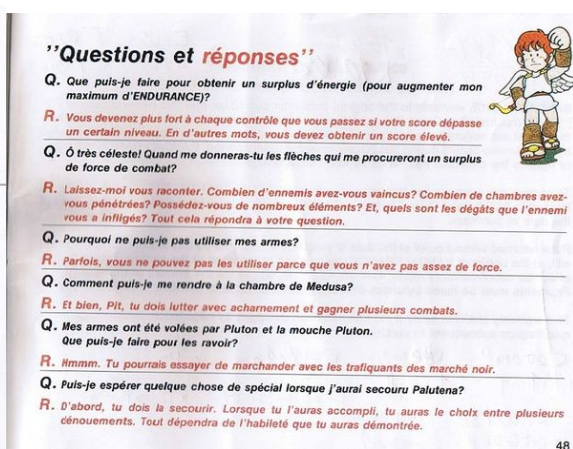 ''Questions et réponses''
Q. Que puis-je faire pour obtenir un surplus d'énergie (pour augmenter mon
maximum d'ENDURANCE)?
R. Vous devenez plus fort à chaque contrôle que vous passez si votre score dépasse
un certain niveau. En d'autres mots, vous devez obtenir un score élevé.
Q. Ô très céleste! Quand me donneras-tu les flèches qui me procureront un surplus
de force de combat?
R. Laissez-moi vous raconter. Combien d'ennemis avez-vous vaincus? Combien de chambres avez-
vous pénétrées? Possédez-vous de nombreux éléments? Et, quels sont les dégâts que l'ennemi
vous a infligés? Tout cela répondra à votre question.
Q. Pourquoi ne puis-je pas utiliser mes armes?
R. Parfois, vous ne pouvez pas les utiliser parce que vous n'avez pas assez de force.
Q. Comment puis-je me rendre à la chambre de Medusa?
R. Et bien, Pit, tu dois lutter avec acharnement et gagner plusieurs combats.
Q. Mes armes ont été volées par Pluton et la mouche Pluton.
Que puis-je faire pour les ravoir?
R. Hmmm. Tu pourrais essayer de marchander avec les trafiquants des marché noir.
Q. Puis-je espérer quelque chose de spécial lorsque j'aurai secouru Palutena?
R. D'abord, tu dois la secourir. Lorsque tu l'auras accompli, tu auras le choix entre plusieurs
dénouements. Tout dépendra de l'habileté que tu auras démontrée.
48